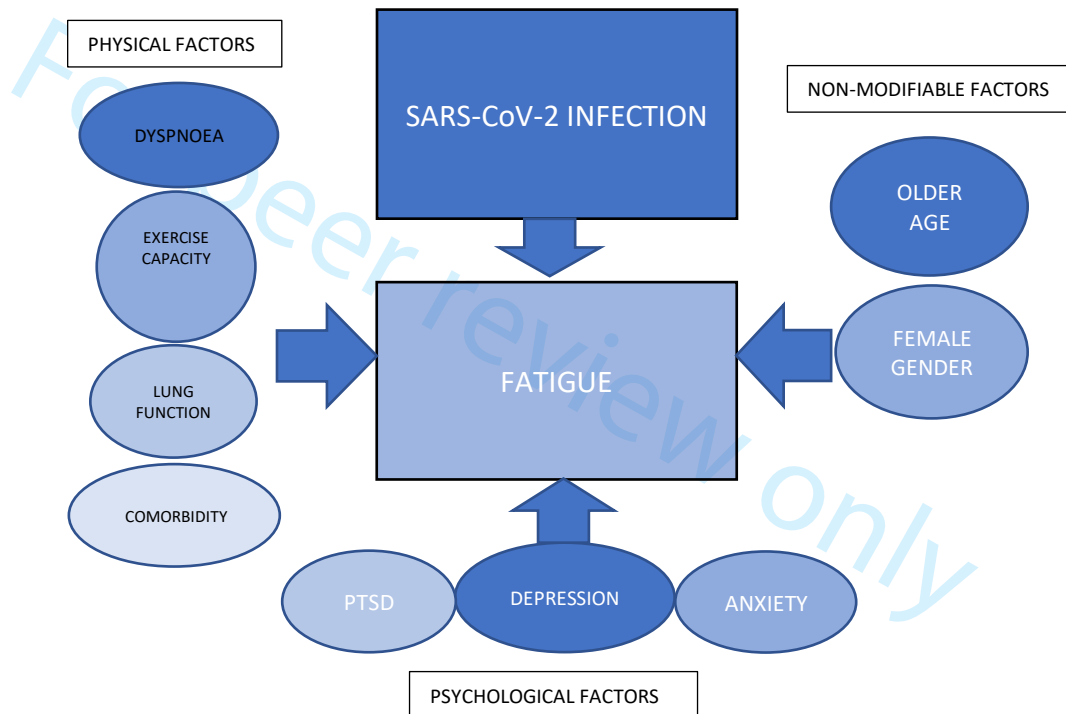 PHYSICAL FACTORS
DYSPNOEA
EXERCISE
CAPACITY
LUNG
FUNCTION
COMORBIDITY
SARS-CoV-2 INFECTION
FATIGUE
NON-MODIFIABLE FACTORS
OLDER
AGE
FEMALE
GENDER
PTSD
DEPRESSION
ANXIETY
PSYCHOLOGICAL FACTORS
For peer review only